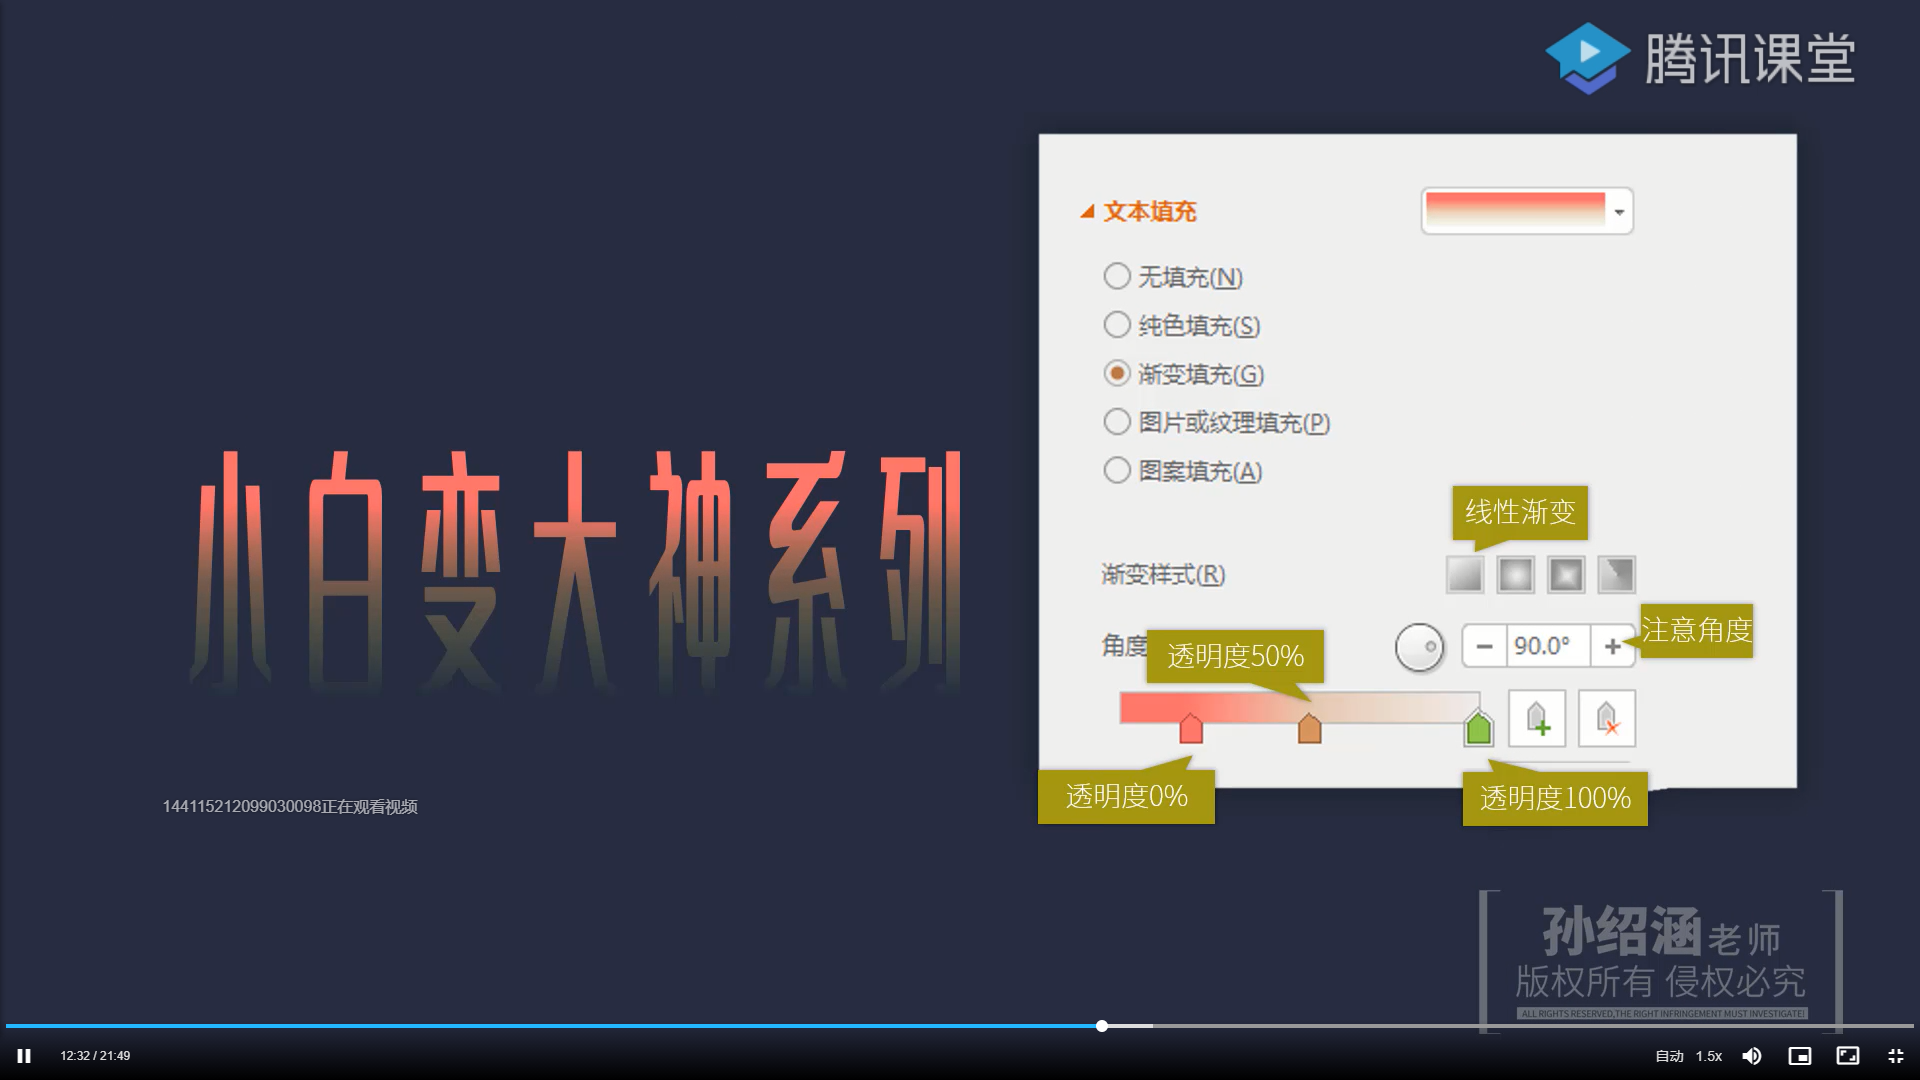 腾讯课堂
文本填充
无填充(N)
纯色填充(S)
渐变填充(G)
图片或纹理填充(P)
图案填充(A)
线性渐变
渐变样式(R)
注意角度
角度
90.0°
透明度50%
透明度0%
透明度100%
小白变大神系列
144115212099030098正在观看视频
孙绍涵老师
版权所有 侵权必究
ALL RIGHTS RESERVED,THE RIGHT INFRINGEMENT MUST INVESTIGATE!
12:32 / 21:49
自动 1.5x